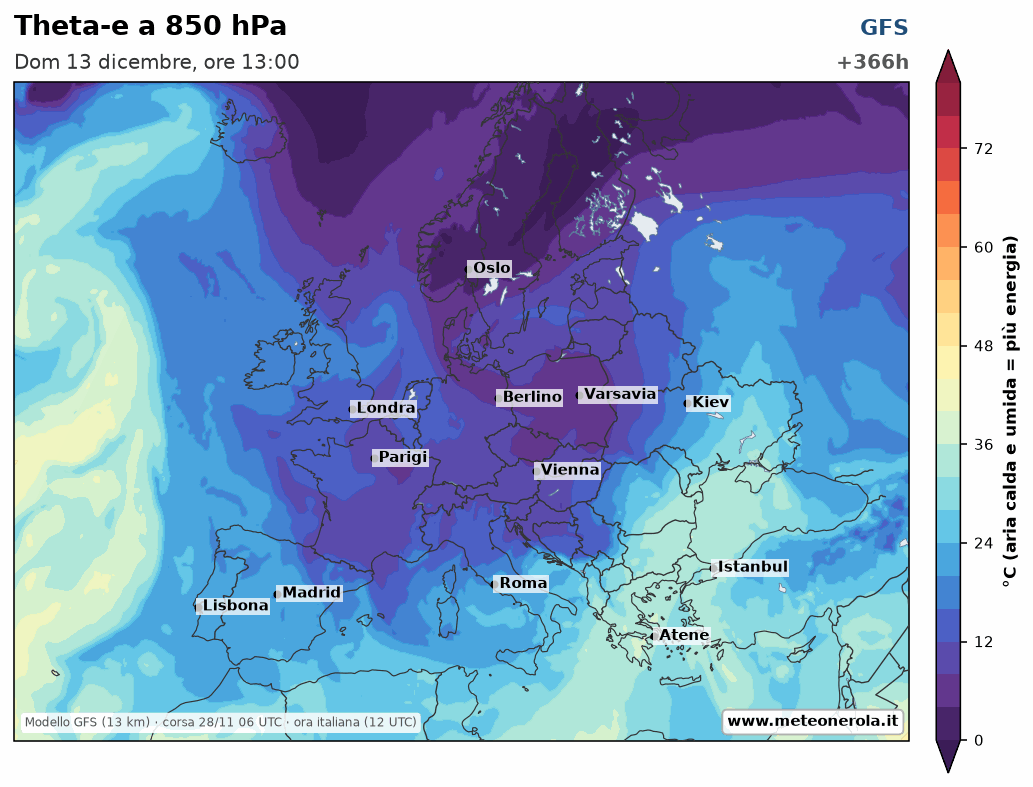 Theta-e a 850 hPa
GFS
Dom 13 dicembre, ore 13:00
+366h
Oslo
Berlino
Varsavia
Kiev
Londra
Parigi
Vienna
Istanbul
Roma
Madrid
Lisbona
Atene
Modello GFS (13 km) · corsa 28/11 06 UTC · ora italiana (12 UTC)
www.meteonerola.it
72
60
48
36
24
12
0
°C (aria calda e umida = più energia)